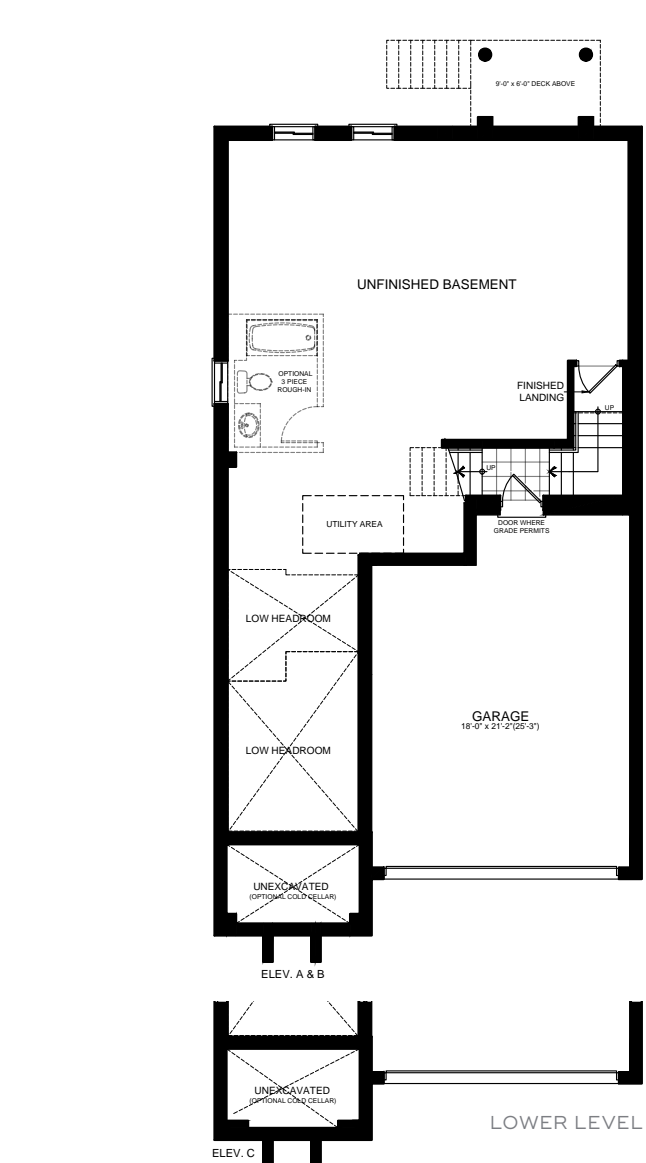 9'-0" x 6'-0" DECK ABOVE
UNFINISHED BASEMENT
OPTIONAL
3 PIECE
ROUGH-IN
FINISHED
LANDING
UP
UP
UTILITY AREA
DOOR WHERE
GRADE PERMITS
LOW HEADROOM
GARAGE
18'-0" x 21'-2"(25'-3")
LOW HEADROOM
UNEXCAVATED
(OPTIONAL COLD CELLAR)
ELEV. A & B
UNEXCAVATED
(OPTIONAL COLD CELLAR)
LOWER LEVEL
ELEV. C